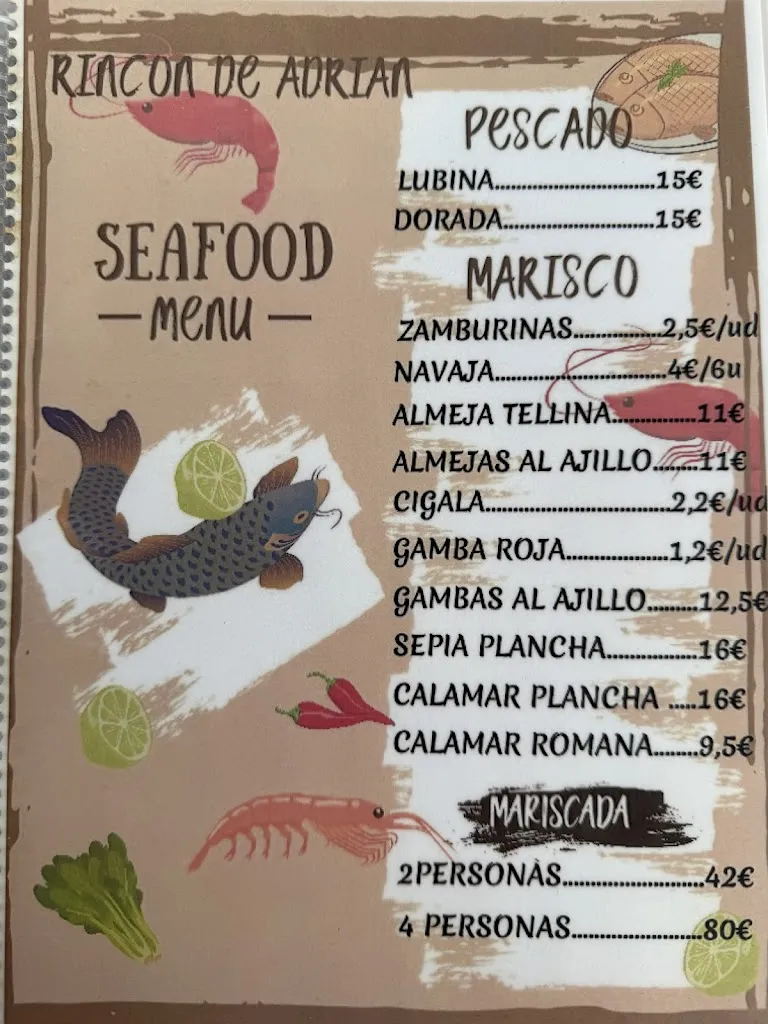 RINCON DE ADRIAN
SEAFOOD
— menu —
PESCADO
LUBINA..............................15€
DORADA.............................15€
MARISCO
ZAMBURINAS................2,5€/ud
NAVAJA................................4€/6u
ALMEJA TELLINA...............11€
ALMEJAS AL AJILLO........11€
CIGALA..................................2,2€/ud
GAMBA ROJA...................1,2€/ud
GAMBAS AL AJILLO.........12,5€
SEPIA PLANCHA.................16€
CALAMAR PLANCHA .....16€
CALAMAR ROMANA........9,5€
MARISCADA
2PERSONÀS.........................42€
4 PERSONAS.......................80€